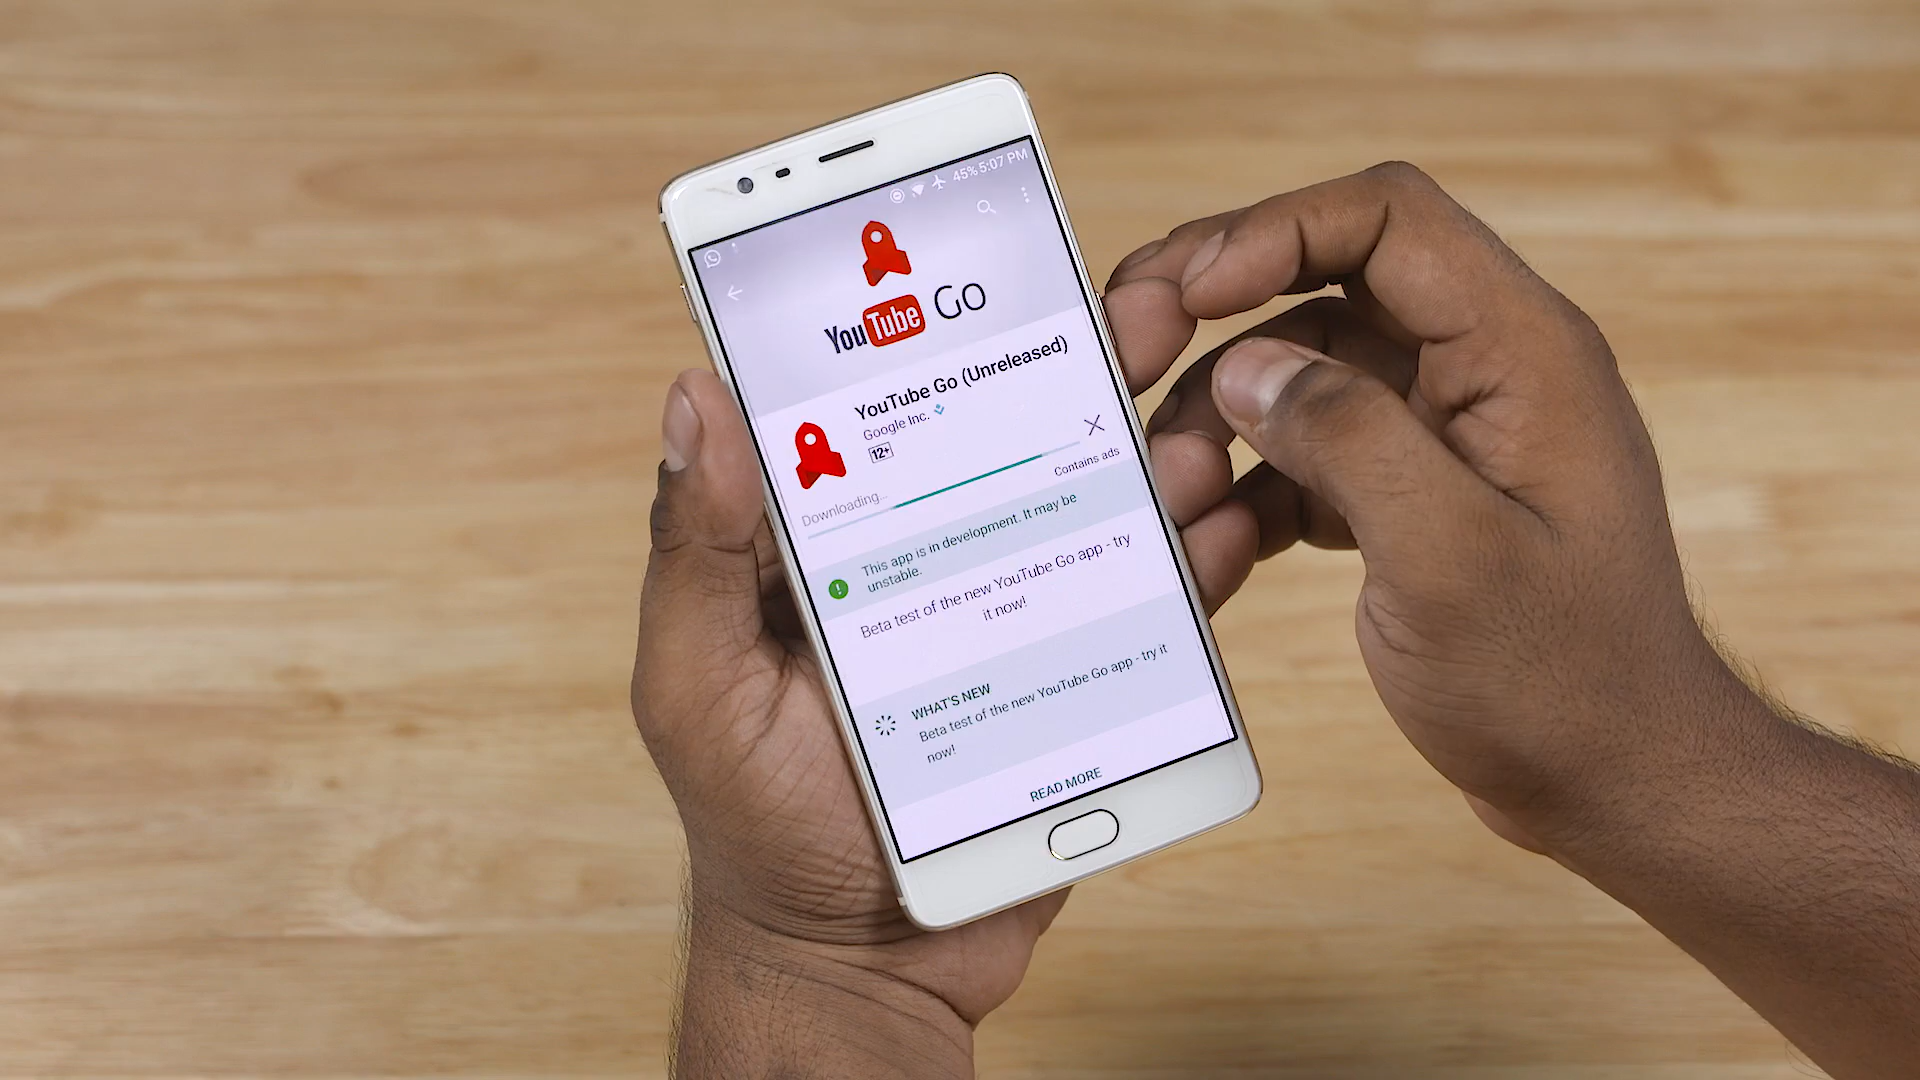 45% 5:07 PM
YouTube Go
YouTube Go (Unreleased)
Google Inc.
12+
Downloading...
Contains ads
This app is in development. It may be
unstable.
Beta test of the new YouTube Go app - try
it now!
WHAT'S NEW
Beta test of the new YouTube Go app - try it
now!
READ MORE